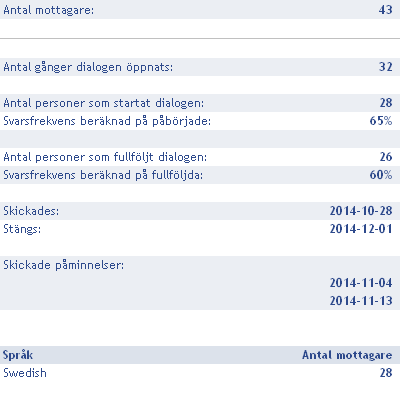 Antal mottagare: 43
Antal gånger dialogen öppnats: 32
Antal personer som startat dialogen: 28
Svarsfrekvens beräknad på påbörjade: 65%
Antal personer som fullföljt dialogen: 26
Svarsfrekvens beräknad på fullföljda: 60%
Skickades: 2014-10-28
Stängs: 2014-12-01
Skickade påminnelser:
2014-11-04
2014-11-13
Språk Antal mottagare
Swedish 28